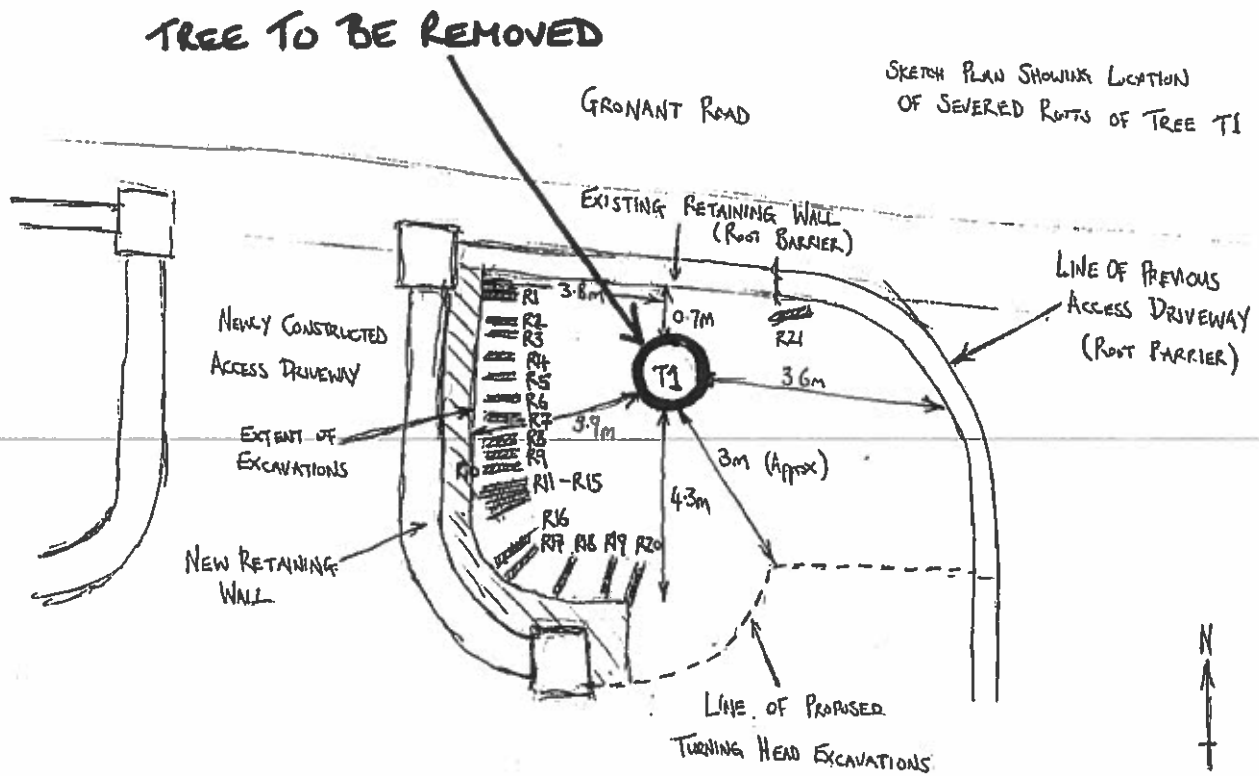 TREE TO BE REMOVED
SKETCH PLAN SHOWING LOCATION
OF SEVERED ROOTS OF TREE T1
GRONANT ROAD
EXISTING RETAINING WALL
(ROOT BARRIER)
LINE OF PREVIOUS
ACCESS DRIVEWAY
(ROOT BARRIER)
NEWLY CONSTRUCTED
ACCESS DRIVEWAY
R1
3.8m
0.7m
R2
R3
R21
R4
R5
T1
3.6m
R6
R7
3.9m
EXTENT OF
EXCAVATIONS
R8
R9
R10
R11-R15
3m (Approx)
4.3m
R16
R17 R18 R19 R20
NEW RETAINING
WALL
N
LINE OF PROPOSED
TURNING HEAD EXCAVATIONS